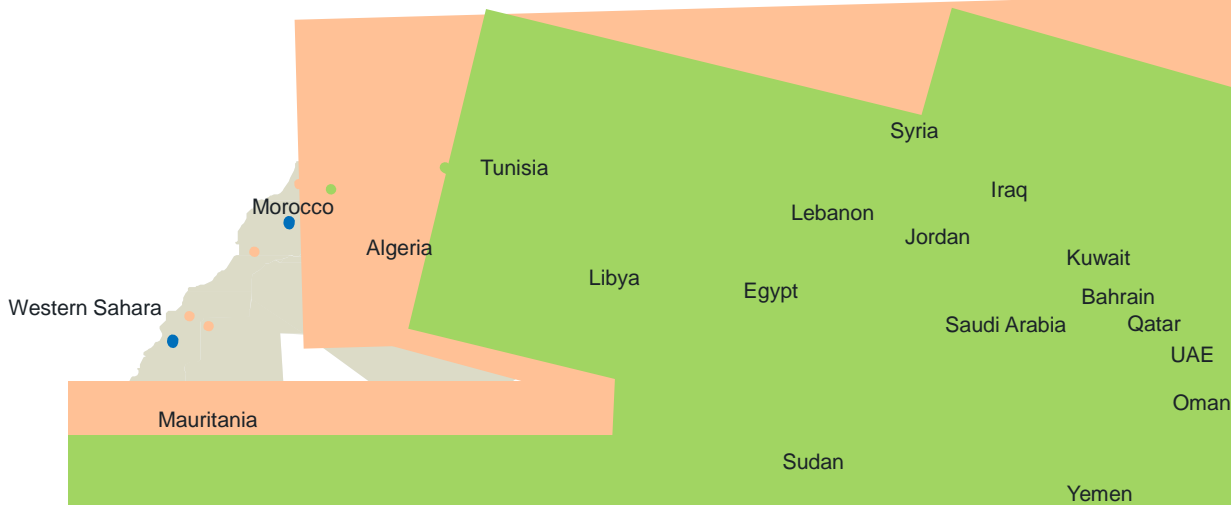 Syria
Tunisia
Iraq
Morocco
Lebanon
Jordan
Algeria
Kuwait
Libya
Egypt
Bahrain
Western Sahara
Saudi Arabia
Qatar
UAE
Oman
Mauritania
Sudan
Yemen